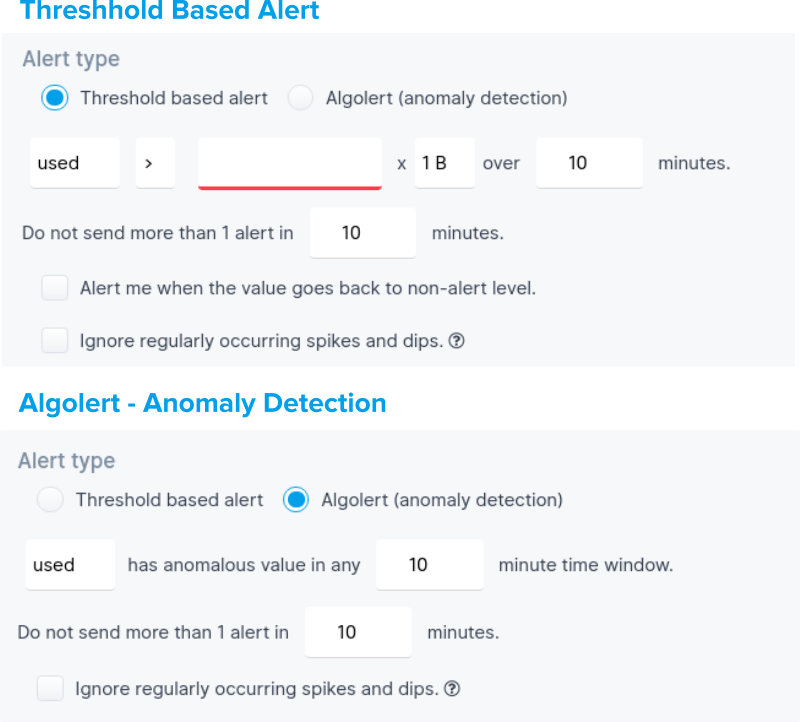 Threshhold Based Alert
Alert type
Threshold based alert Algolert (anomaly detection)
used > x 1 B over 10 minutes.
Do not send more than 1 alert in 10 minutes.
Alert me when the value goes back to non-alert level.
Ignore regularly occurring spikes and dips. ?
Algolert - Anomaly Detection
Alert type
Threshold based alert Algolert (anomaly detection)
used has anomalous value in any 10 minute time window.
Do not send more than 1 alert in 10 minutes.
Ignore regularly occurring spikes and dips. ?